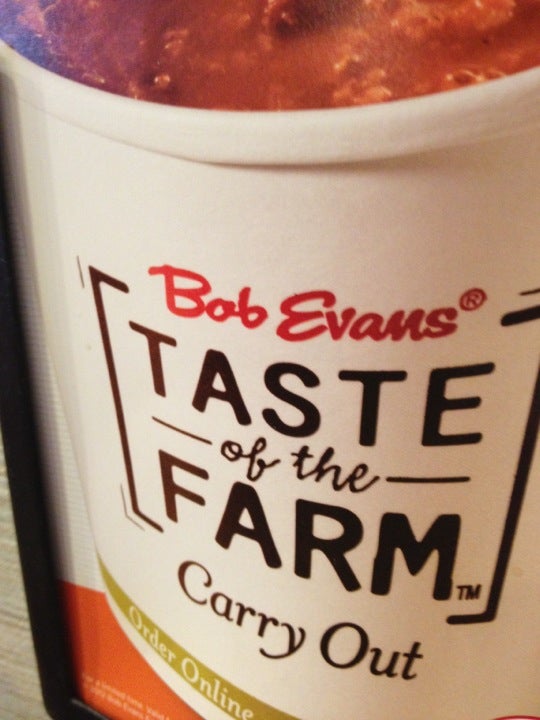 Bob Evans®
TASTE
of the
FARM™
Carry Out
Order Online